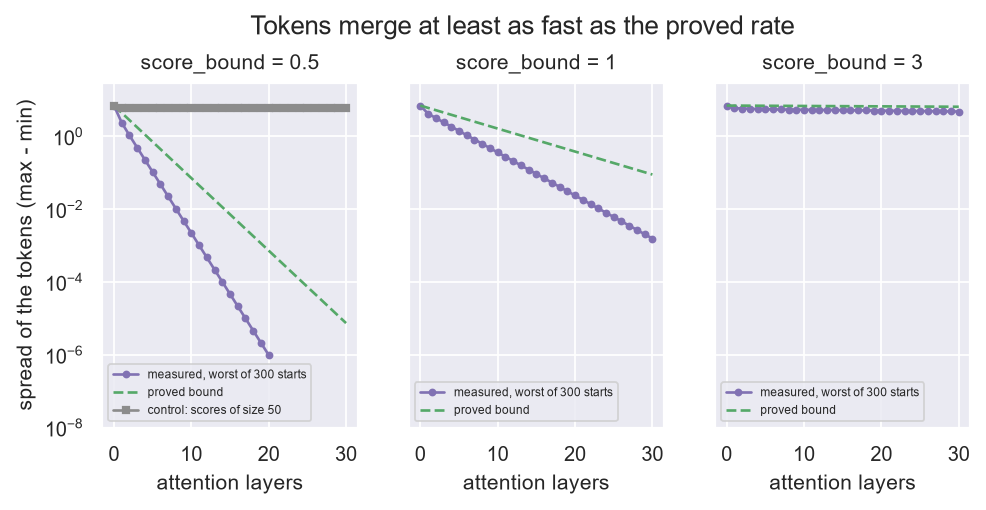 Tokens merge at least as fast as the proved rate
score_bound = 0.5
score_bound = 1
score_bound = 3
spread of the tokens (max - min)
10⁰
10⁻²
10⁻⁴
10⁻⁶
10⁻⁸
measured, worst of 300 starts
proved bound
control: scores of size 50
measured, worst of 300 starts
proved bound
measured, worst of 300 starts
proved bound
0 10 20 30
0 10 20 30
0 10 20 30
attention layers
attention layers
attention layers